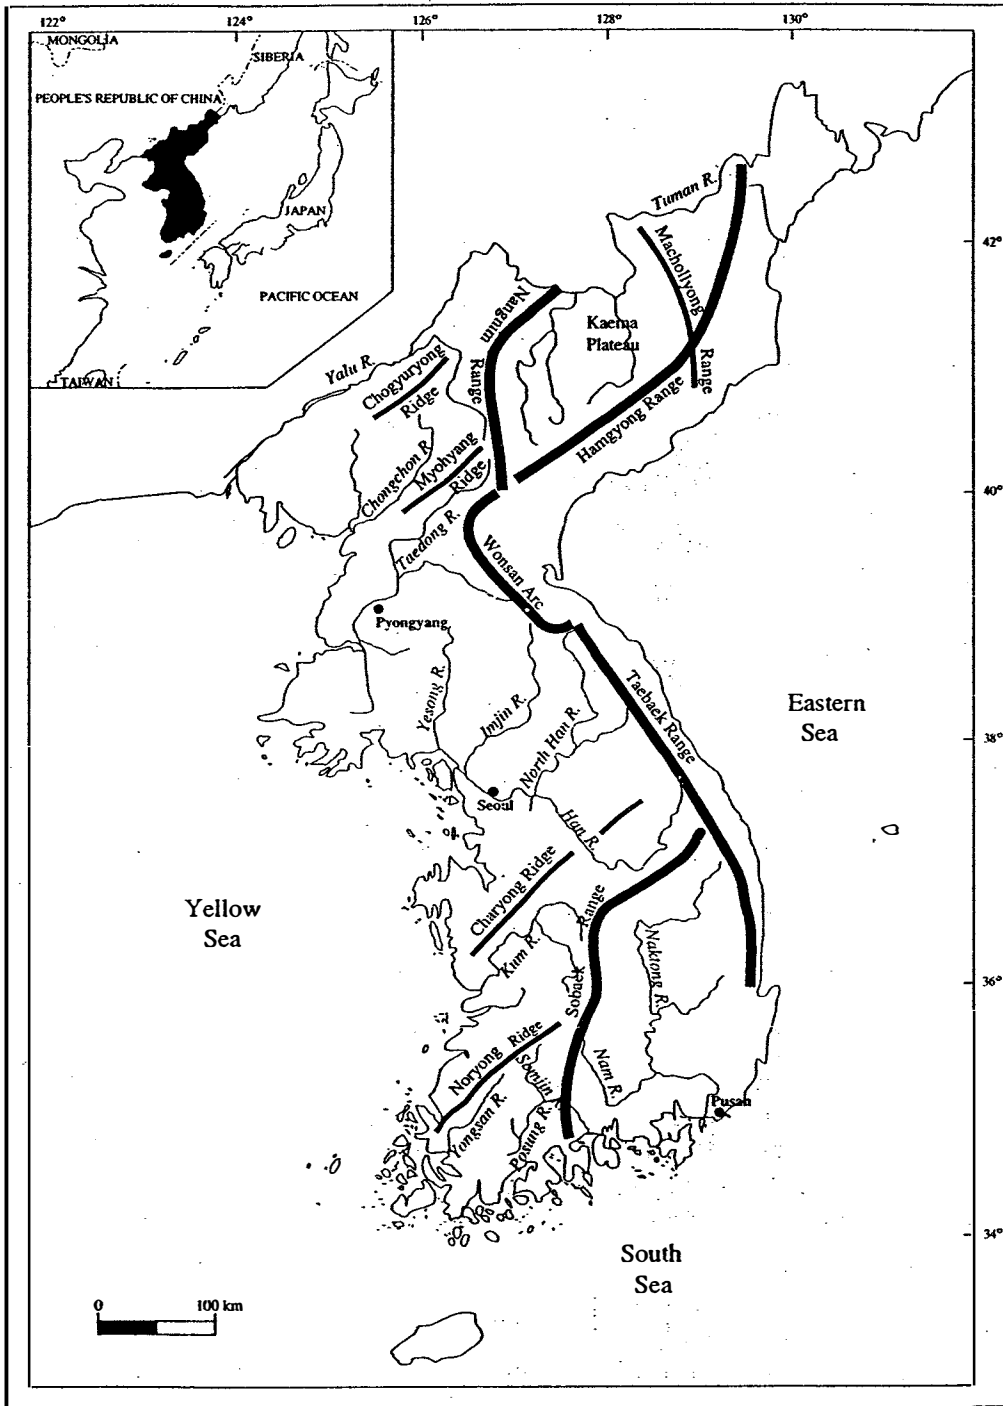 122°
124°
126°
128°
130°
MONGOLIA
SIBERIA
PEOPLE'S REPUBLIC OF CHINA
JAPAN
PACIFIC OCEAN
TAIWAN
Tuman R.
42°
Machollyong
Range
Nangnim
Range
Kaema
Plateau
Yalu R.
Chogyuryong
Ridge
Hamgyong Range
Chongchon R.
Myohyang
Ridge
40°
Taedong R.
Wonsan Arc
Pyongyang
Yesong R.
Imjin R.
North Han R.
Taebaek Range
Eastern
Sea
38°
Seoul
Han R.
Charyong Ridge
Yellow
Sea
Kum R.
Sobaek
Range
Naktong R.
36°
Noryong Ridge
Somjin
Nam R.
Yongsan R.
Posung R.
Pusan
34°
South
Sea
0
100 km